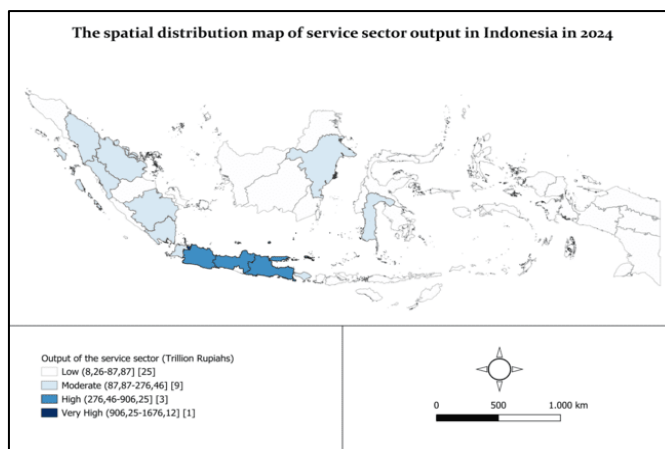 The spatial distribution map of service sector output in Indonesia in 2024
Output of the service sector (Trillion Rupiahs)
Low (8,26-87,87) [25]
Moderate (87,87-276,46) [9]
High (276,46-906,25) [3]
Very High (906,25-1676,12) [1]
0 500 1.000 km